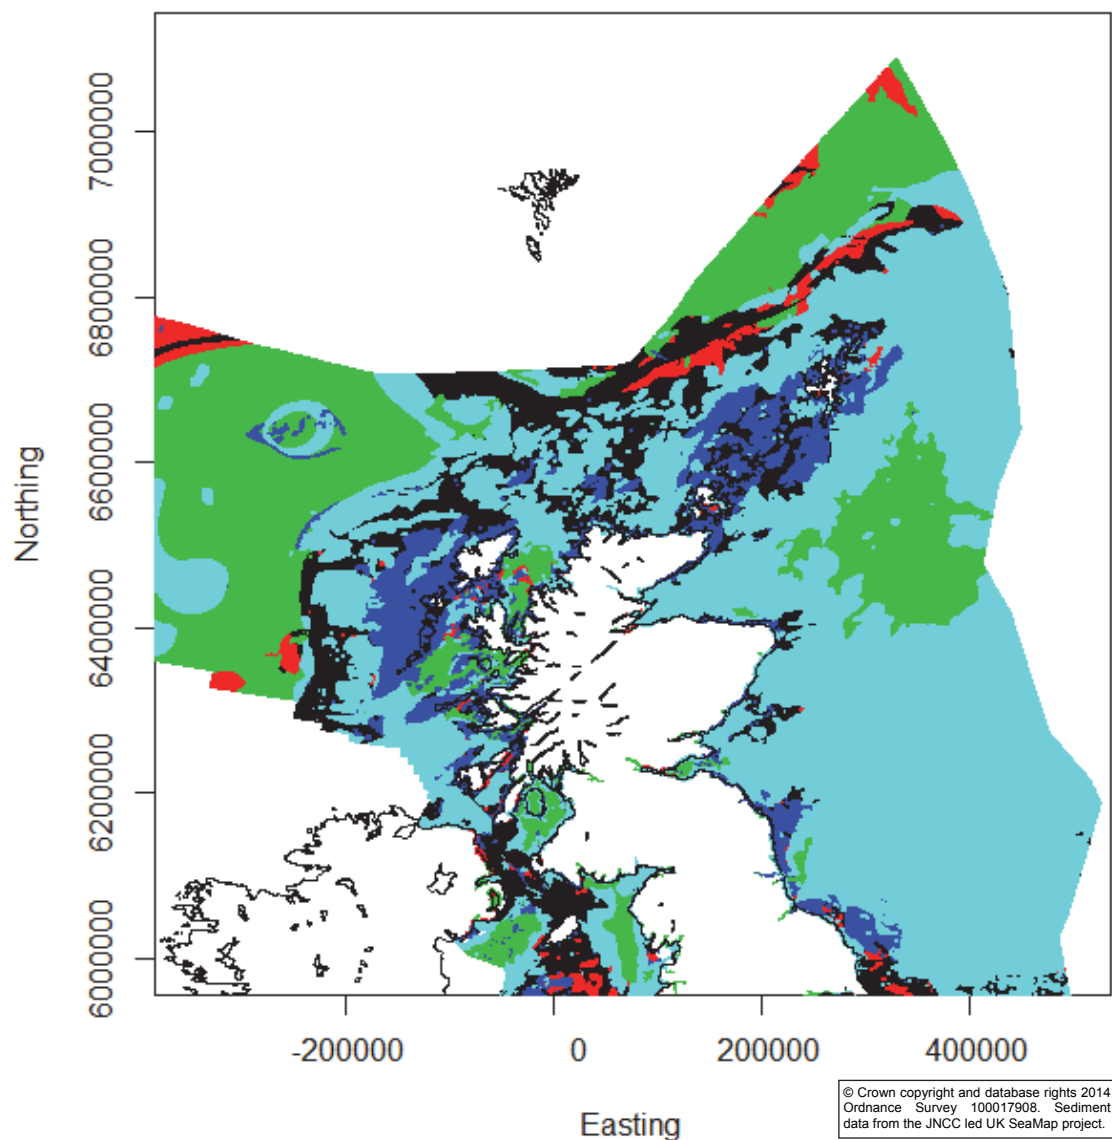 7000000
6800000
6600000
6400000
6200000
6000000
Northing
-200000
0
200000
400000
Easting
© Crown copyright and database rights 2014
Ordnance Survey 100017908. Sediment
data from the JNCC led UK SeaMap project.